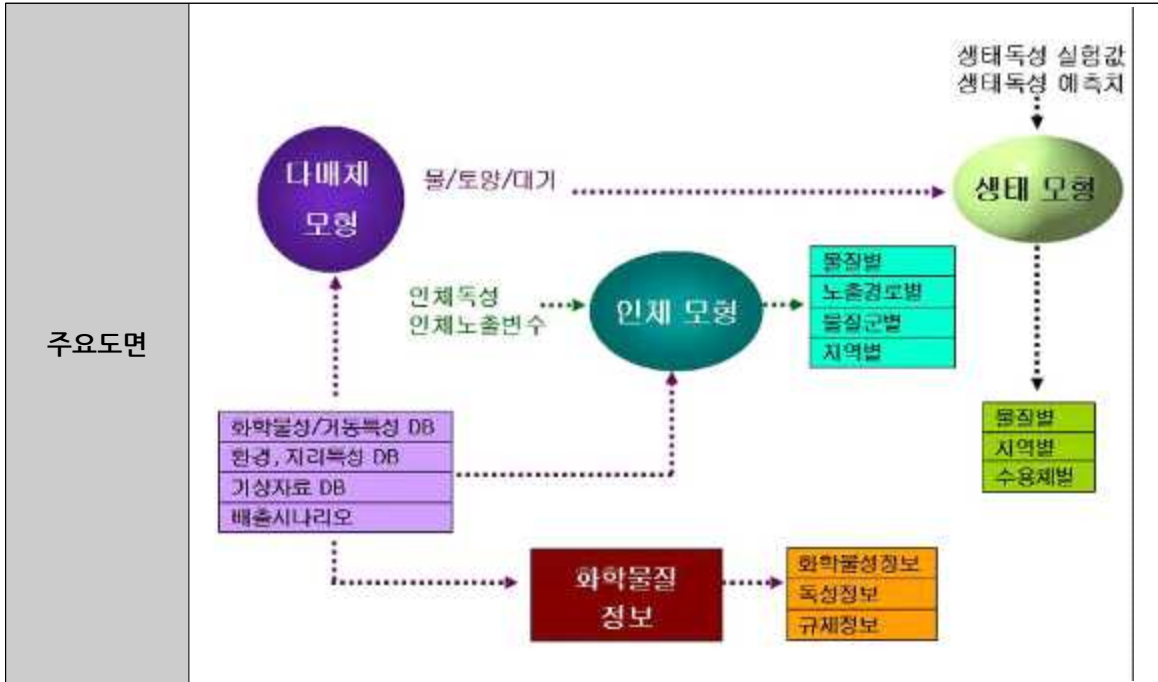 주요도면
생태독성 실험값
생태독성 예측치
다매체
모형
물/토양/대기
생태 모형
인체독성
인체노출변수
인체 모형
물질별
노출경로별
물질군별
지역별
화학물성/거동특성 DB
환경, 지리특성 DB
기상자료 DB
배출시나리오
물질별
지역별
수용체별
화학물질
정보
화학물성정보
독성정보
규제정보